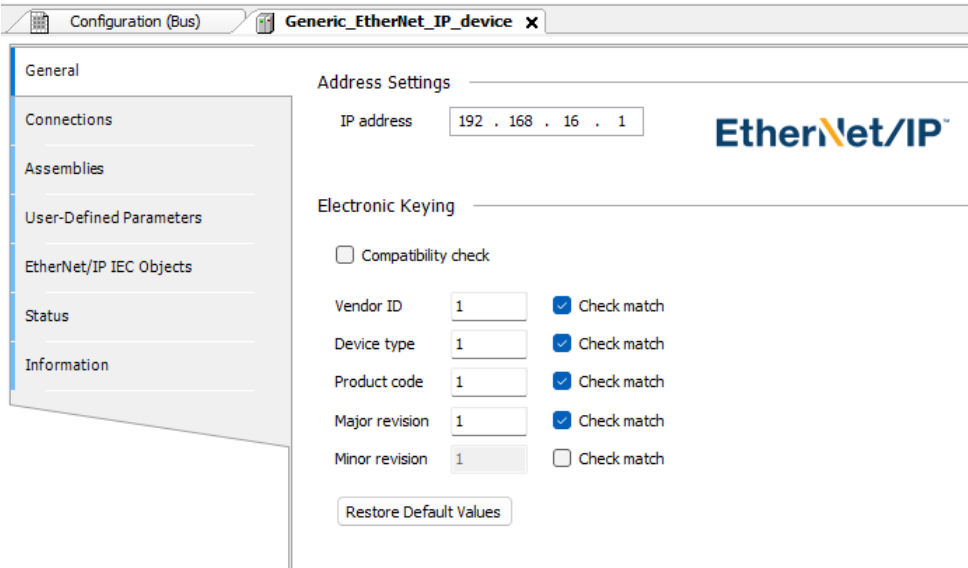 Configuration (Bus) Generic_EtherNet_IP_device x
General
Connections
Assemblies
User-Defined Parameters
EtherNet/IP IEC Objects
Status
Information
Address Settings
IP address 192 . 168 . 16 . 1
EtherNet/IP™
Electronic Keying
Compatibility check
Vendor ID 1 Check match
Device type 1 Check match
Product code 1 Check match
Major revision 1 Check match
Minor revision 1 Check match
Restore Default Values